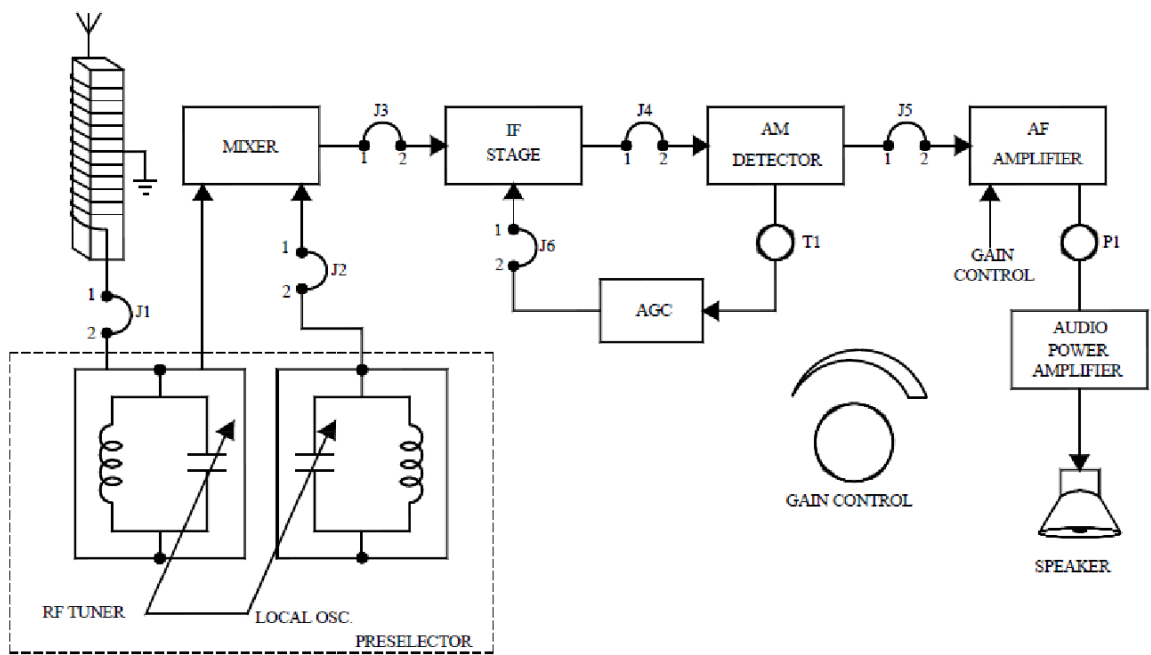 J3
J4
J5
MIXER
1 2
IF
STAGE
1 2
AM
DETECTOR
1 2
AF
AMPLIFIER
1
J2
2
1
J6
2
T1
P1
GAIN
CONTROL
1
J1
2
AGC
AUDIO
POWER
AMPLIFIER
GAIN CONTROL
SPEAKER
RF TUNER
LOCAL OSC.
PRESELECTOR